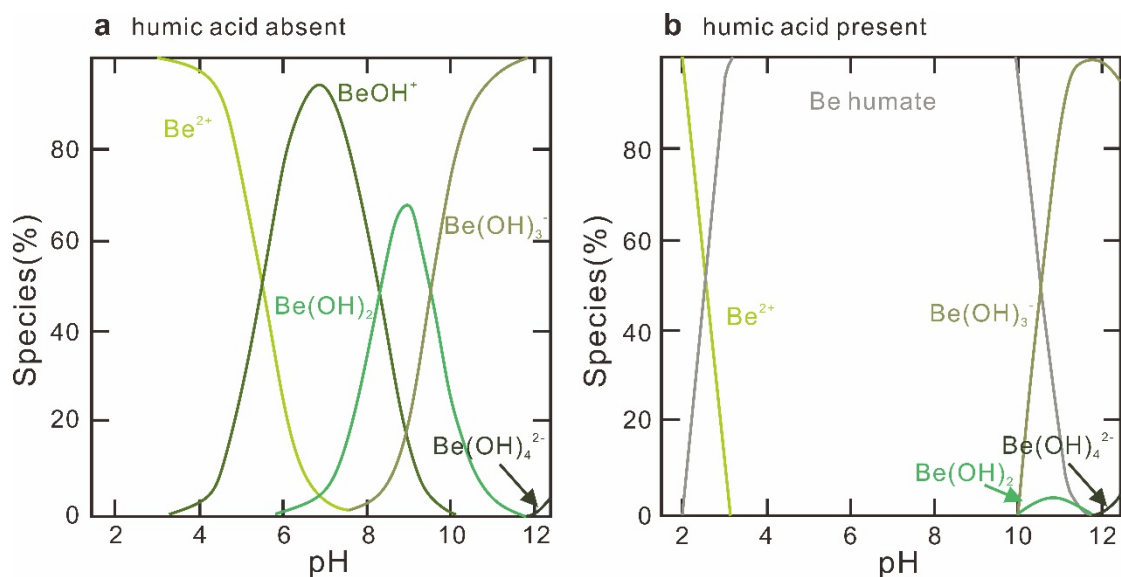 a humic acid absent
BeOH⁺
Be²⁺
Be(OH)₃⁻
Be(OH)₂
Be(OH)₄²⁻
Species(%)
80
60
40
20
0
2 4 6 8 10 12
pH
b humic acid present
Be humate
Be(OH)₃⁻
Be²⁺
Be(OH)₄²⁻
Be(OH)₂
Species(%)
80
60
40
20
0
2 4 6 8 10 12
pH